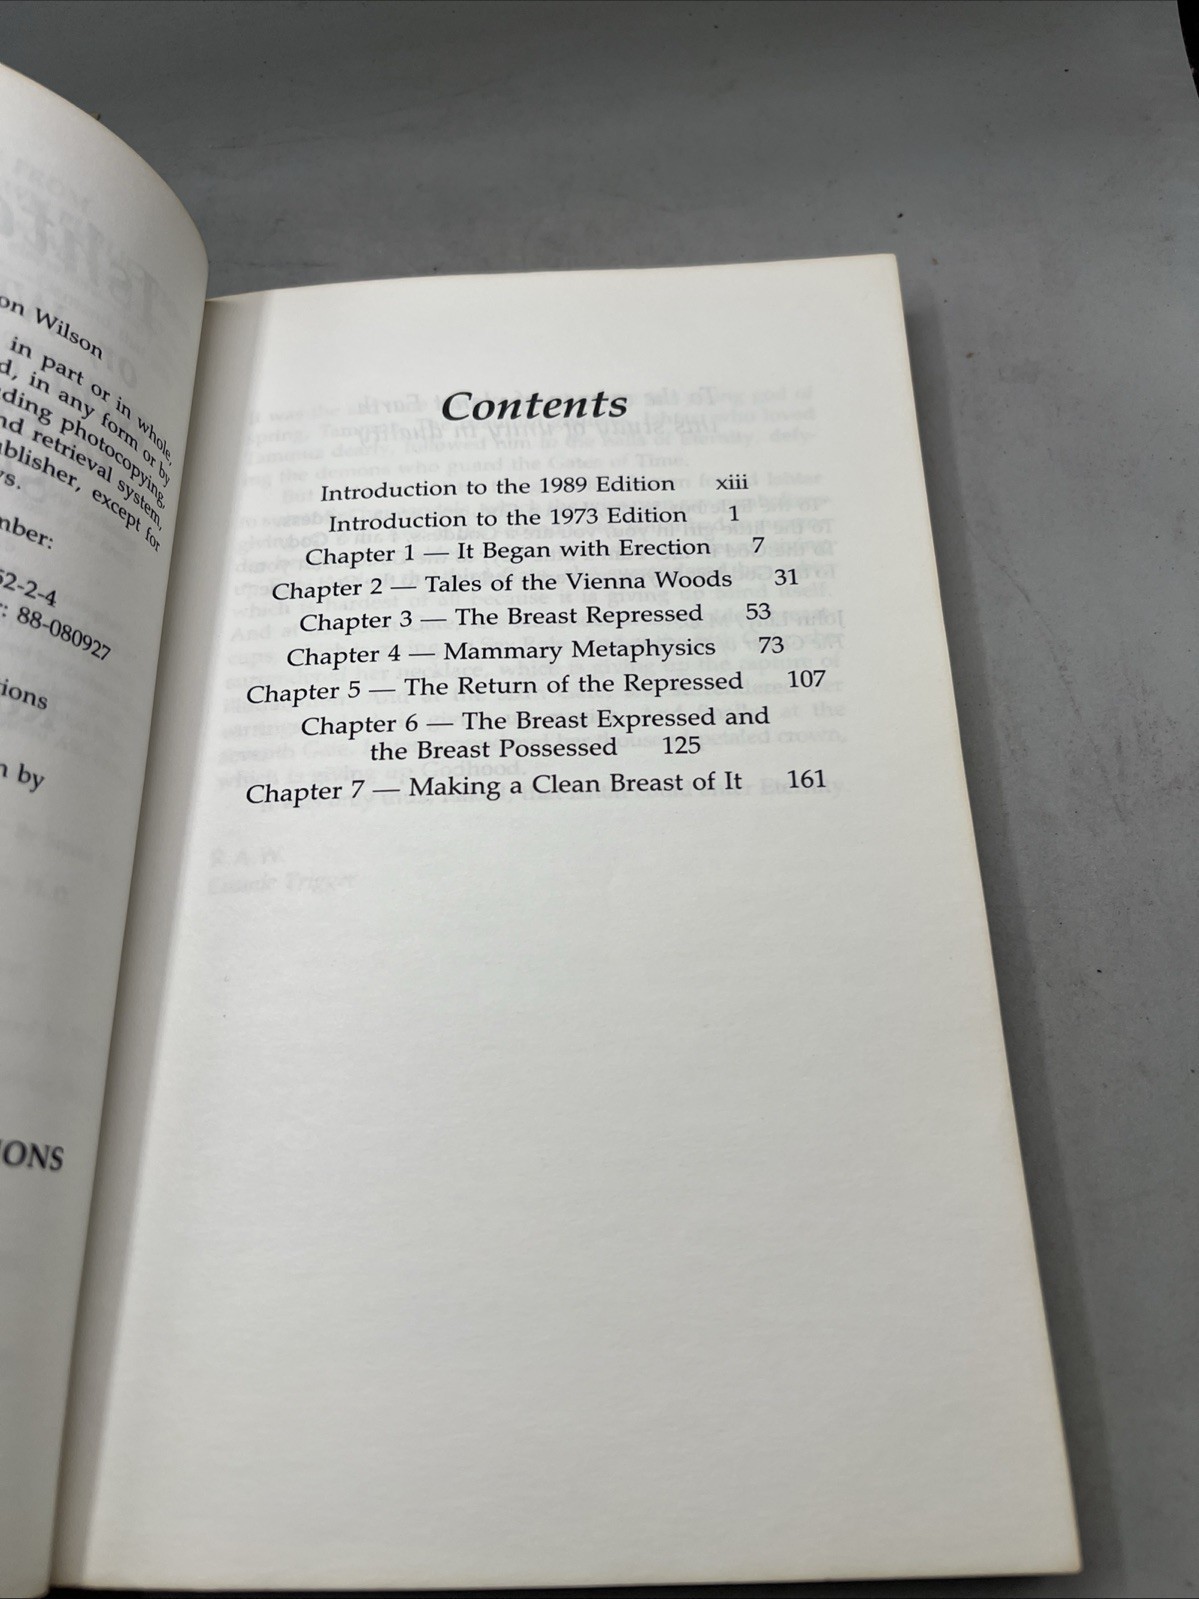 on Wilson
in part or in whole,
d, in any form or by
ding photocopying,
nd retrieval system,
blisher, except for
ws.
mber:
52-2-4
r: 88-080927
ions
n by
IONS
Contents
Introduction to the 1989 Edition xiii
Introduction to the 1973 Edition 1
Chapter 1 — It Began with Erection 7
Chapter 2 — Tales of the Vienna Woods 31
Chapter 3 — The Breast Repressed 53
Chapter 4 — Mammary Metaphysics 73
Chapter 5 — The Return of the Repressed 107
Chapter 6 — The Breast Expressed and
the Breast Possessed 125
Chapter 7 — Making a Clean Breast of It 161